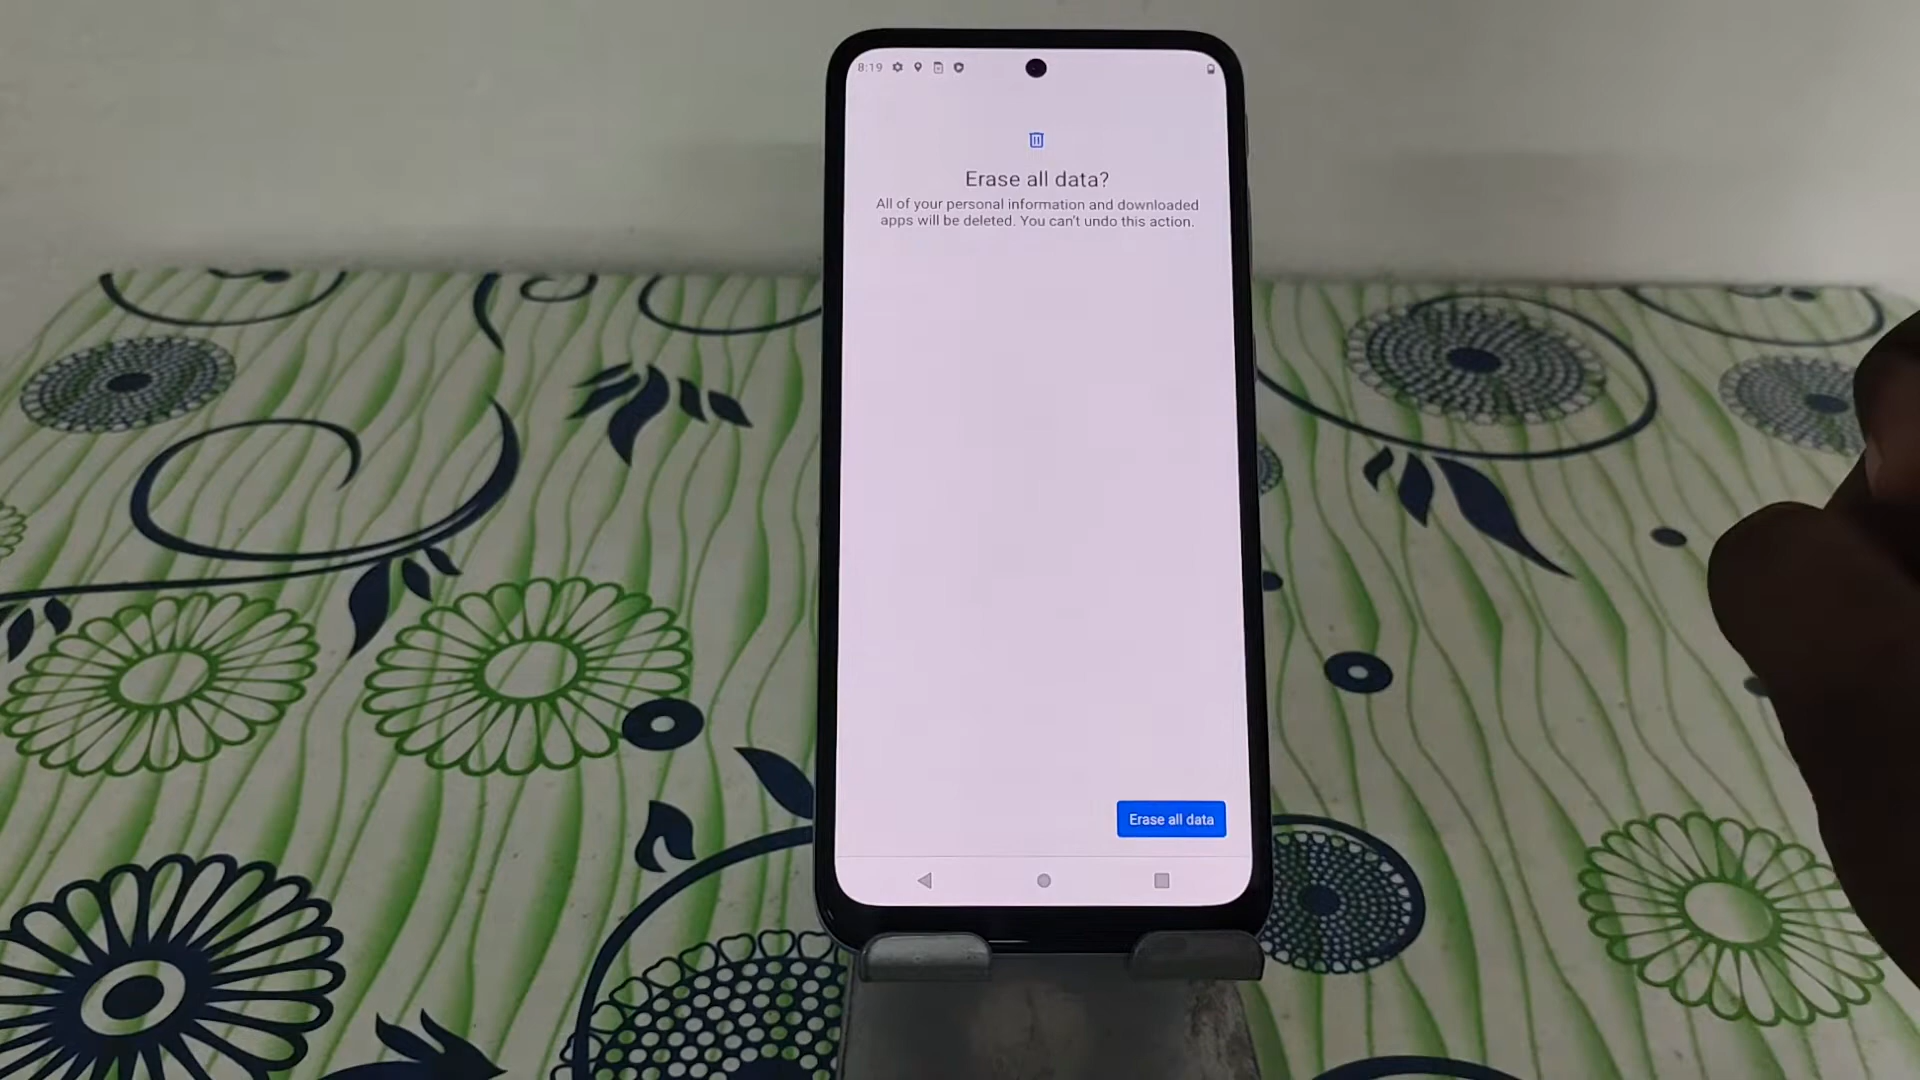 8:19
Erase all data?
All of your personal information and downloaded
apps will be deleted. You can't undo this action.
Erase all data